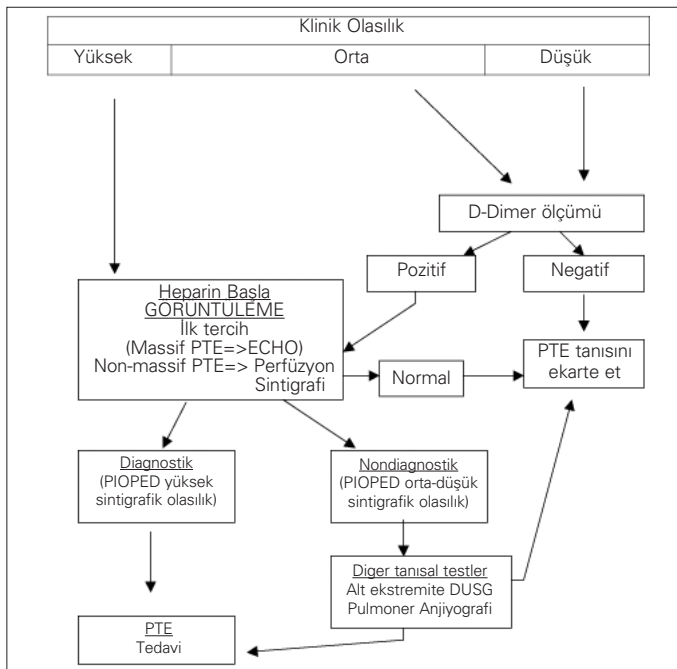 Klinik Olasılık
Yüksek Orta Düşük
D-Dimer ölçümü
Pozitif Negatif
Heparin Başla
GÖRÜNTÜLEME
İlk tercih
(Massif PTE=>ECHO)
Non-massif PTE=> Perfüzyon
Sintigrafi
Normal
PTE tanısını
ekarte et
Diagnostik
(PIOPED yüksek
sintigrafik olasılık)
Nondiagnostik
(PIOPED orta-düşük
sintigrafik olasılık)
Diger tanısal testler
Alt ekstremite DUSG
Pulmoner Anjiyografi
PTE
Tedavi